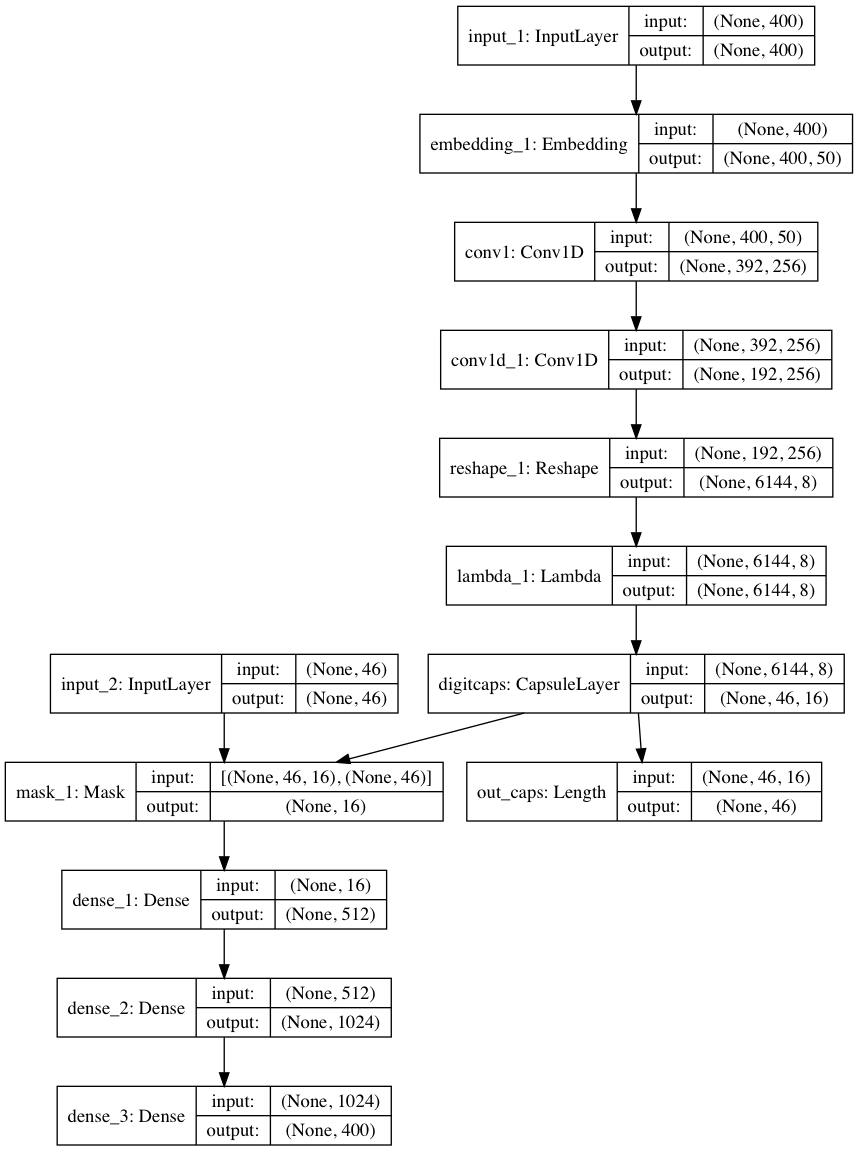 input_1: InputLayer
input: (None, 400)
output: (None, 400)
embedding_1: Embedding
input: (None, 400)
output: (None, 400, 50)
conv1: Conv1D
input: (None, 400, 50)
output: (None, 392, 256)
conv1d_1: Conv1D
input: (None, 392, 256)
output: (None, 192, 256)
reshape_1: Reshape
input: (None, 192, 256)
output: (None, 6144, 8)
lambda_1: Lambda
input: (None, 6144, 8)
output: (None, 6144, 8)
input_2: InputLayer
input: (None, 46)
output: (None, 46)
digitcaps: CapsuleLayer
input: (None, 6144, 8)
output: (None, 46, 16)
mask_1: Mask
input: [(None, 46, 16), (None, 46)]
output: (None, 16)
out_caps: Length
input: (None, 46, 16)
output: (None, 46)
dense_1: Dense
input: (None, 16)
output: (None, 512)
dense_2: Dense
input: (None, 512)
output: (None, 1024)
dense_3: Dense
input: (None, 1024)
output: (None, 400)